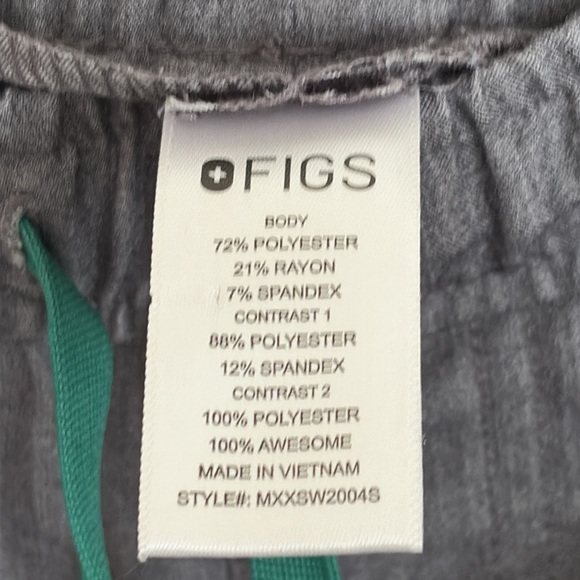 FIGS
BODY
72% POLYESTER
21% RAYON
7% SPANDEX
CONTRAST 1
88% POLYESTER
12% SPANDEX
CONTRAST 2
100% POLYESTER
100% AWESOME
MADE IN VIETNAM
STYLE#: MXXSW2004S